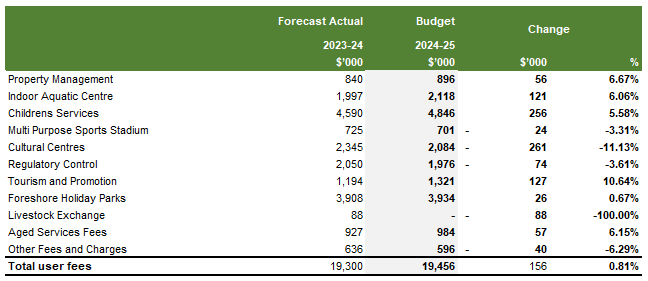 Forecast Actual Budget Change
2023-24 2024-25
$'000 $'000 $'000 %
Property Management 840 896 56 6.67%
Indoor Aquatic Centre 1,997 2,118 121 6.06%
Childrens Services 4,590 4,846 256 5.58%
Multi Purpose Sports Stadium 725 701 - 24 -3.31%
Cultural Centres 2,345 2,084 - 261 -11.13%
Regulatory Control 2,050 1,976 - 74 -3.61%
Tourism and Promotion 1,194 1,321 127 10.64%
Foreshore Holiday Parks 3,908 3,934 26 0.67%
Livestock Exchange 88 - - 88 -100.00%
Aged Services Fees 927 984 57 6.15%
Other Fees and Charges 636 596 - 40 -6.29%
Total user fees 19,300 19,456 156 0.81%